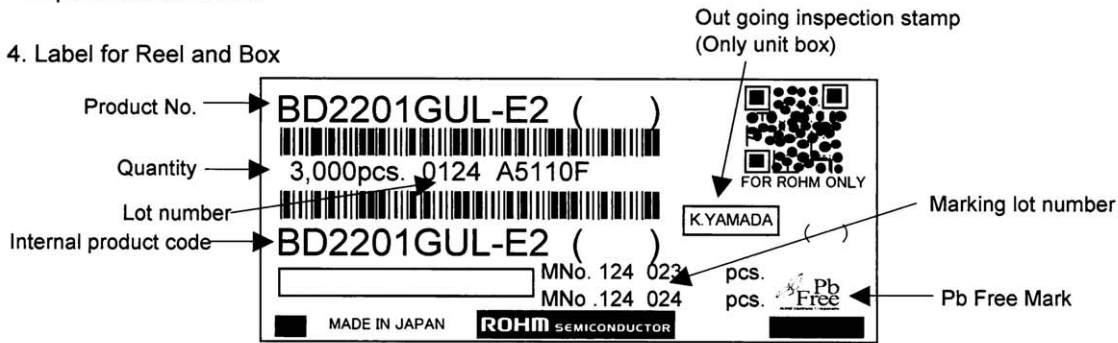 4. Label for Reel and Box
Out going inspection stamp
(Only unit box)
Product No.
BD2201GUL-E2 ( )
Quantity
3,000pcs. 0124 A5110F
FOR ROHM ONLY
Lot number
K.YAMADA
( )
Marking lot number
Internal product code
BD2201GUL-E2 ( )
MNo. 124 023 pcs.
MNo .124 024 pcs.
Pb
Free
Pb Free Mark
MADE IN JAPAN
ROHM SEMICONDUCTOR